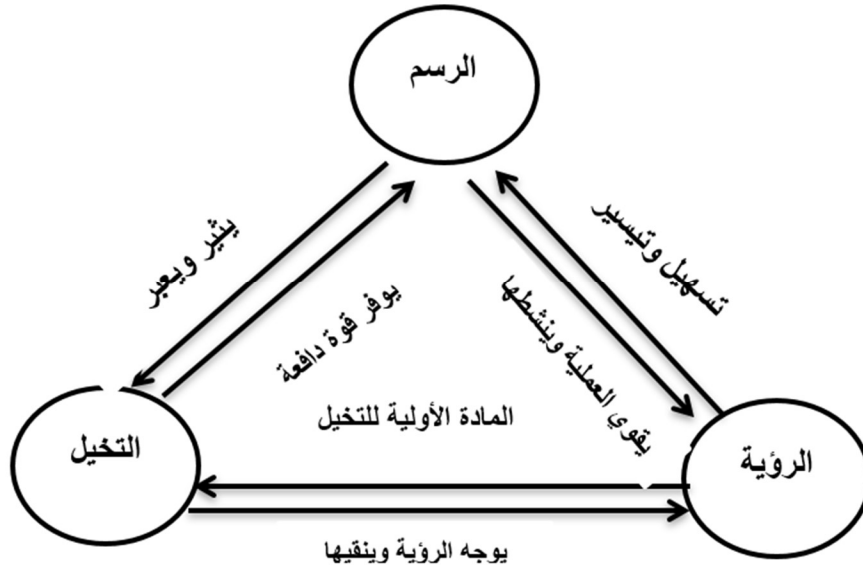 الرسم
تسهيل وتيسير
يثير ويعبر
يقوي العملية وينشطها
يوفر قوة دافعة
المادة الأولية للتخيل
الرؤية
التخيل
يوجه الرؤية وينقيها